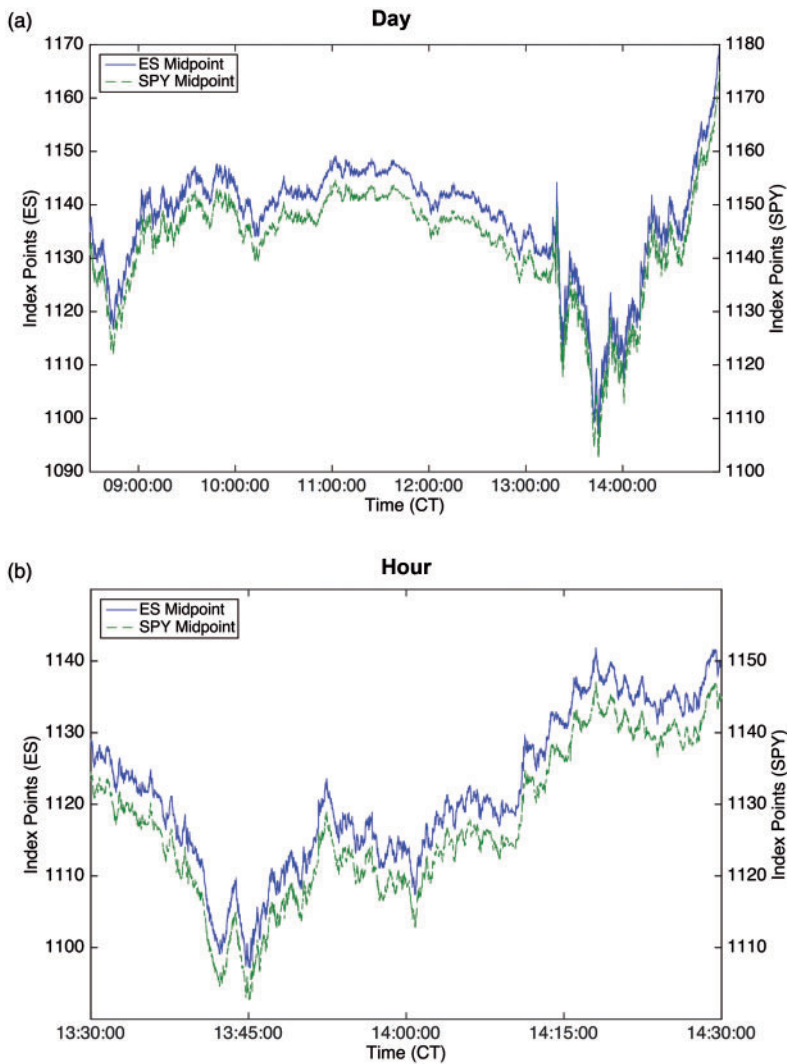 (a)
Day
ES Midpoint
SPY Midpoint
Index Points (ES)
1170
1160
1150
1140
1130
1120
1110
1100
1090
Index Points (SPY)
1180
1170
1160
1150
1140
1130
1120
1110
1100
09:00:00 10:00:00 11:00:00 12:00:00 13:00:00 14:00:00
Time (CT)
(b)
Hour
ES Midpoint
SPY Midpoint
Index Points (ES)
1140
1130
1120
1110
1100
Index Points (SPY)
1150
1140
1130
1120
1110
13:30:00 13:45:00 14:00:00 14:15:00 14:30:00
Time (CT)